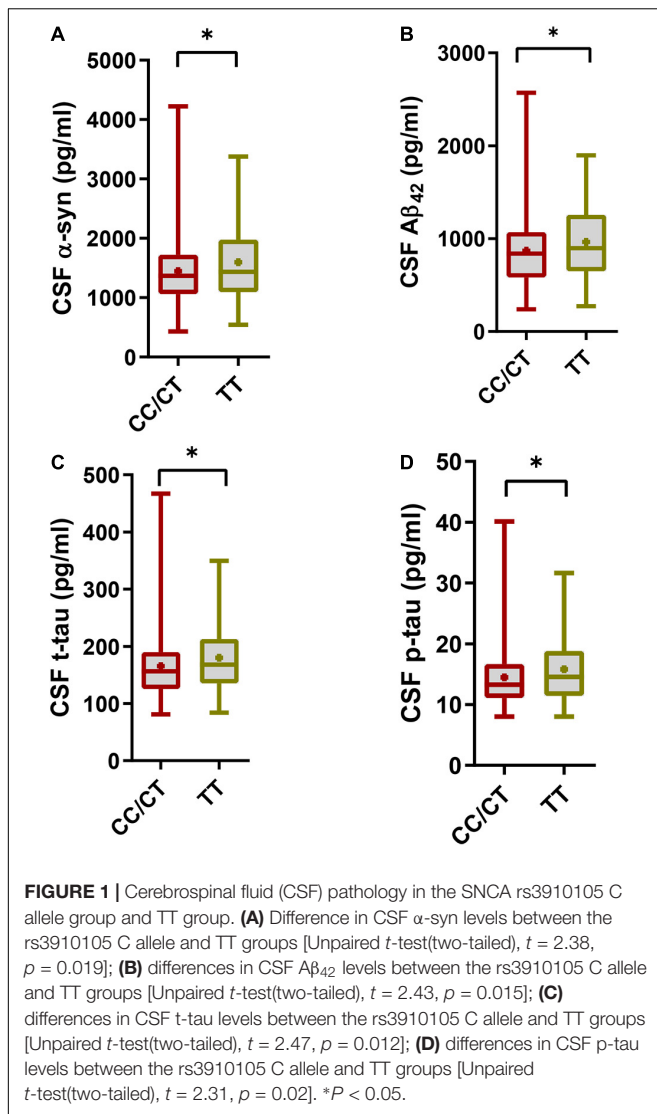 A
*
CSF α-syn (pg/ml)
5000
4000
3000
2000
1000
0
CC/CT
TT
B
*
CSF Aβ₄₂ (pg/ml)
3000
2000
1000
0
CC/CT
TT
C
*
CSF t-tau (pg/ml)
500
400
300
200
100
0
CC/CT
TT
D
*
CSF p-tau (pg/ml)
50
40
30
20
10
0
CC/CT
TT
FIGURE 1 | Cerebrospinal fluid (CSF) pathology in the SNCA rs3910105 C
allele group and TT group. (A) Difference in CSF α-syn levels between the
rs3910105 C allele and TT groups [Unpaired t-test(two-tailed), t = 2.38,
p = 0.019]; (B) differences in CSF Aβ₄₂ levels between the rs3910105 C allele
and TT groups [Unpaired t-test(two-tailed), t = 2.43, p = 0.015]; (C)
differences in CSF t-tau levels between the rs3910105 C allele and TT groups
[Unpaired t-test(two-tailed), t = 2.47, p = 0.012]; (D) differences in CSF p-tau
levels between the rs3910105 C allele and TT groups [Unpaired
t-test(two-tailed), t = 2.31, p = 0.02]. *P < 0.05.